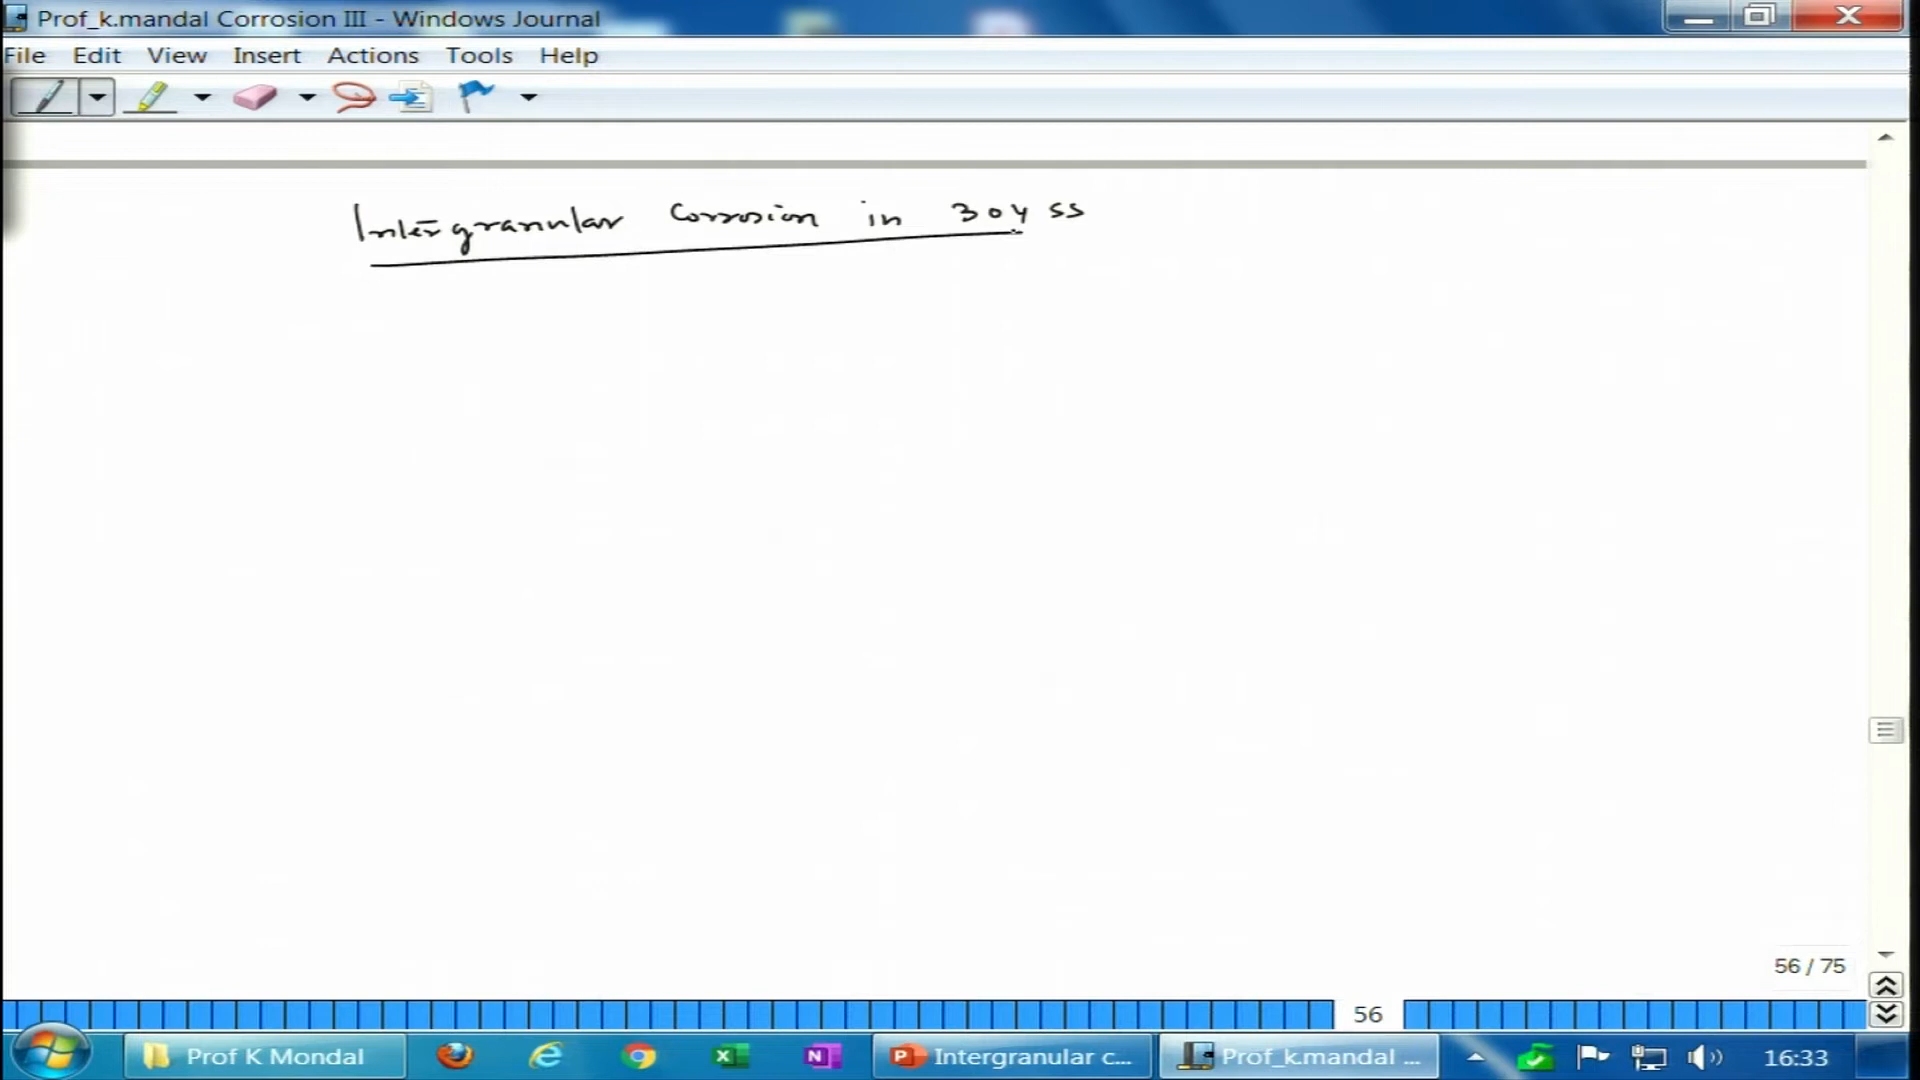 Prof_k.mandal Corrosion III - Windows Journal
File Edit View Insert Actions Tools Help
Intergranular Corrosion in 304 SS
56 / 75
56
Prof K Mondal
Intergranular c...
Prof_k.mandal ...
16:33